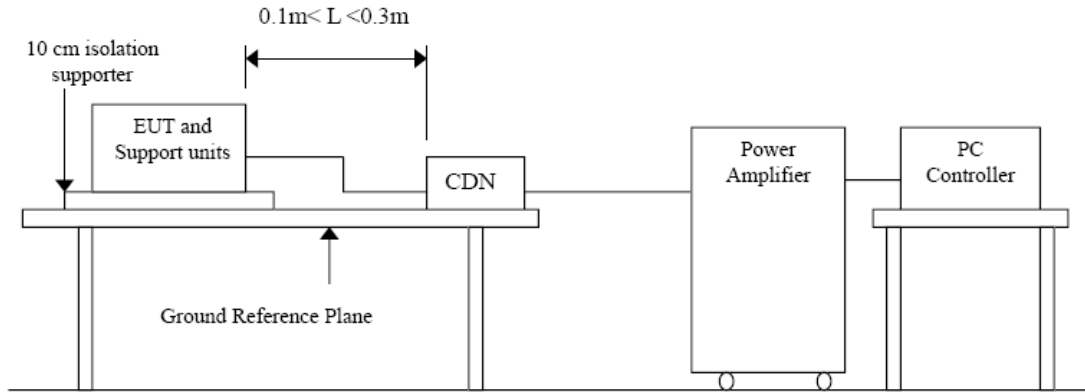 0.1m< L <0.3m
10 cm isolation
supporter
EUT and
Support units
CDN
Power
Amplifier
PC
Controller
Ground Reference Plane